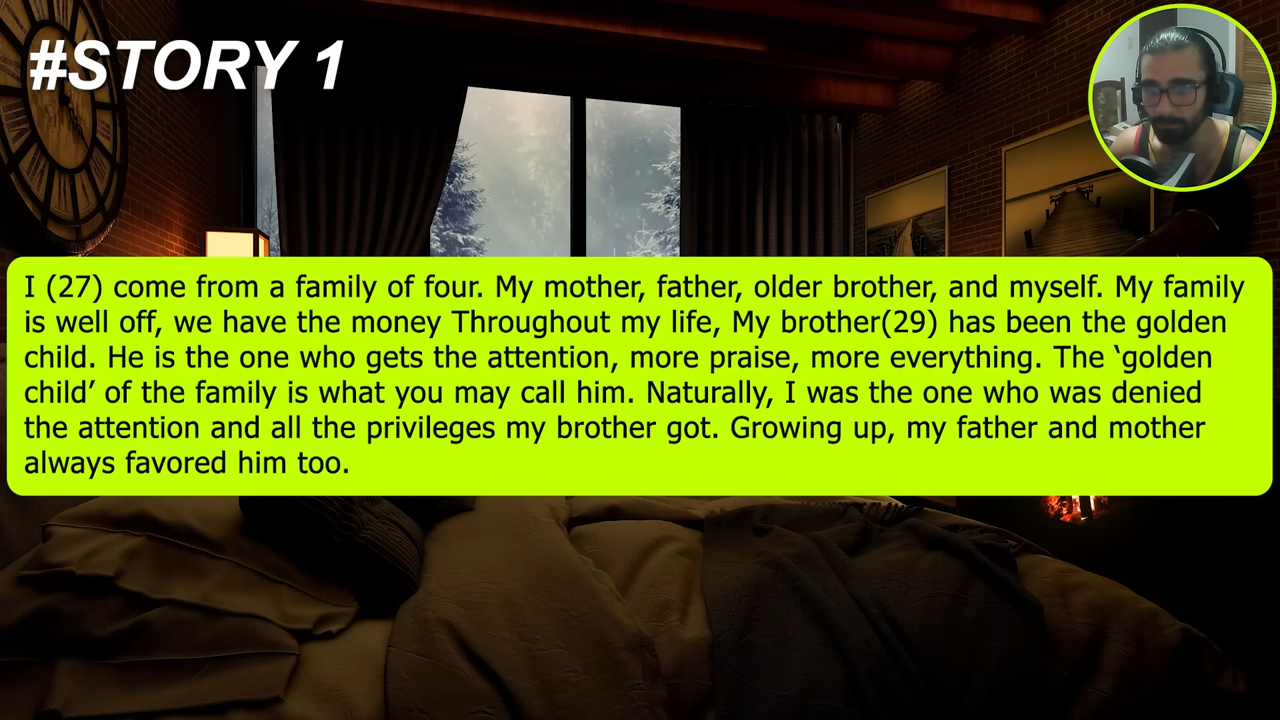 #STORY 1
I (27) come from a family of four. My mother, father, older brother, and myself. My family
is well off, we have the money Throughout my life, My brother(29) has been the golden
child. He is the one who gets the attention, more praise, more everything. The ‘golden
child’ of the family is what you may call him. Naturally, I was the one who was denied
the attention and all the privileges my brother got. Growing up, my father and mother
always favored him too.